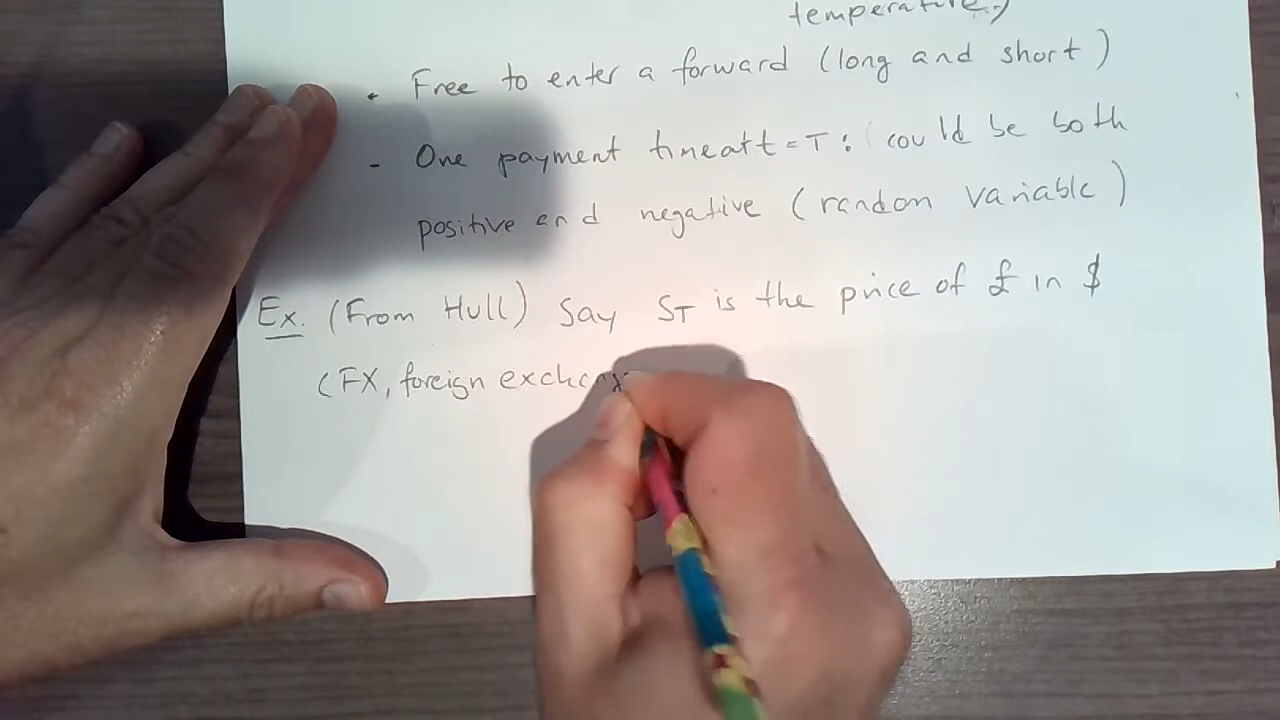 temperature)
- Free to enter a forward (long and short)
- One payment time at t = T: could be both
positive and negative (random variable)
Ex. (From Hull) Say ST is the price of £ in $
(FX, foreign exchang